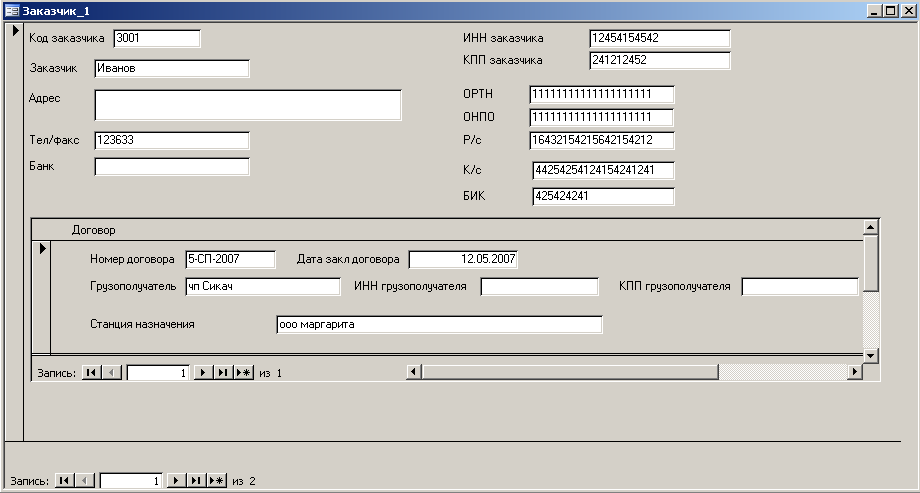 Заказчик_1
Код заказчика 3001 ИНН заказчика 12454154542
КПП заказчика 241212452
Заказчик Иванов
Адрес ОРТН 11111111111111111111
ОНПО 11111111111111111111
Тел/факс 123633 Р/с 16432154215642154212
Банк К/с 44254254124154241241
БИК 425424241
Договор
Номер договора 5-СП-2007 Дата закл договора 12.05.2007
Грузополучатель чп Сикач ИНН грузополучателя КПП грузополучателя
Станция назначения ооо маргарита
Запись: 1 из 1
Запись: 1 из 2